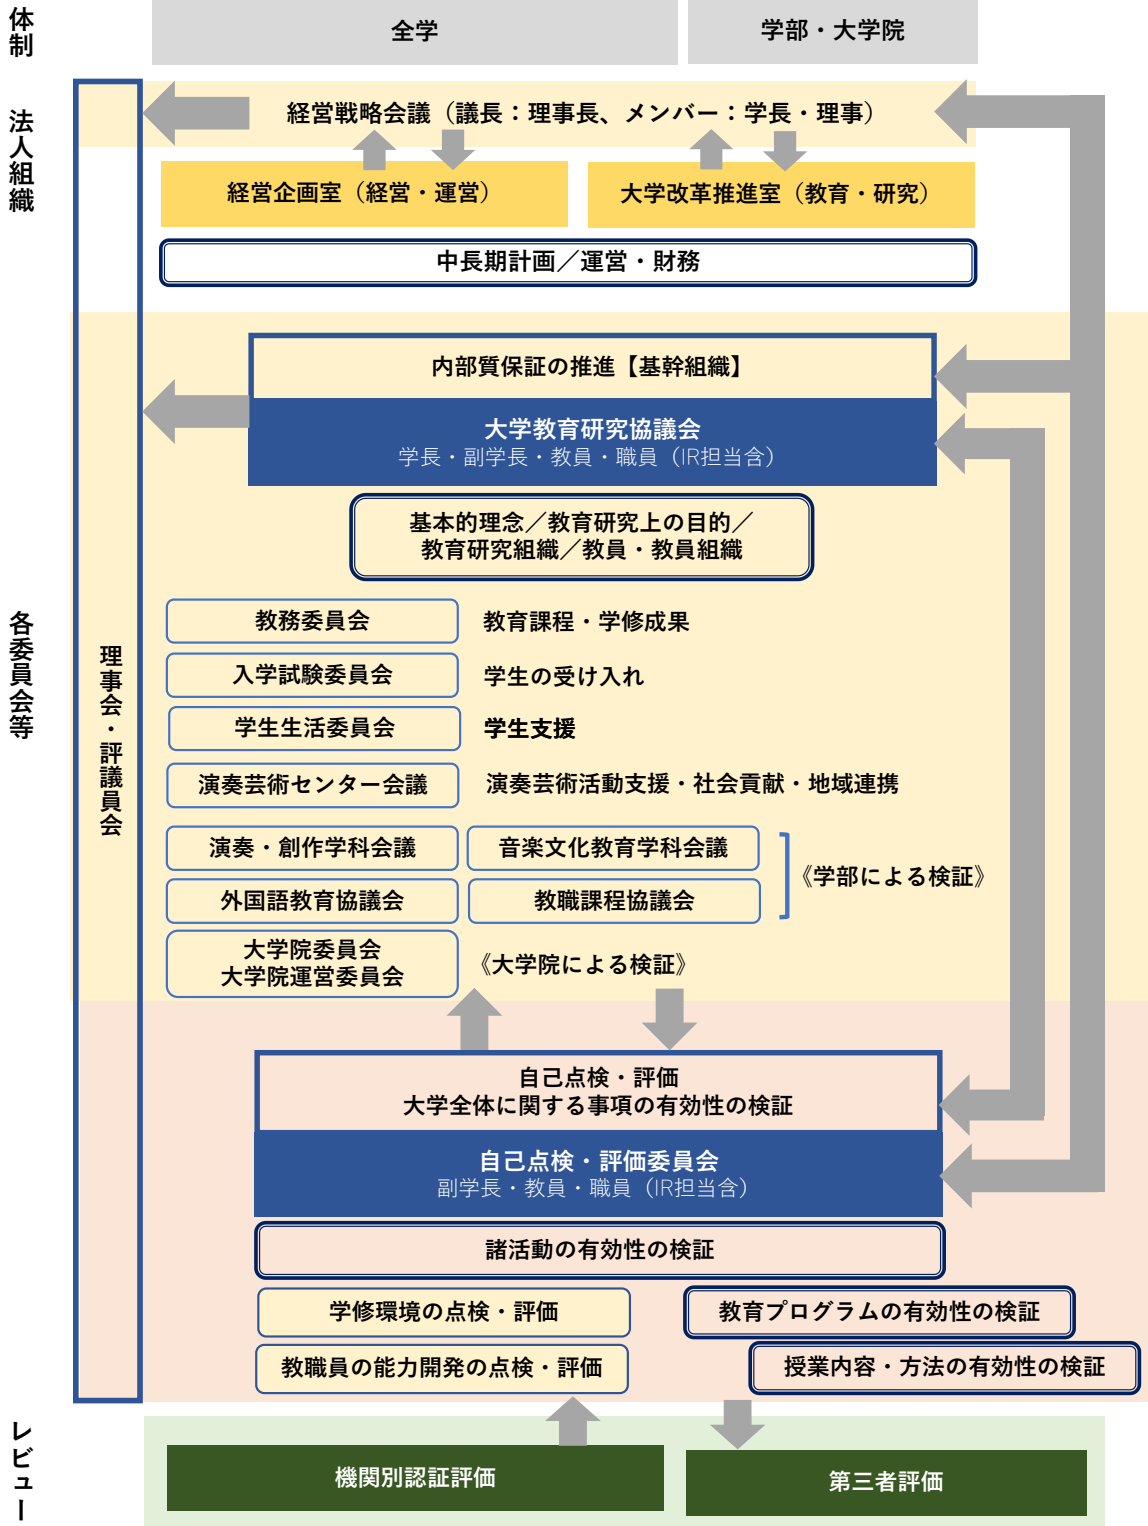 体制
全学
学部・大学院
法人組織
経営戦略会議（議長：理事長、メンバー：学長・理事）
経営企画室（経営・運営）
大学改革推進室（教育・研究）
中長期計画／運営・財務
各委員会等
理事会・評議員会
内部質保証の推進【基幹組織】
大学教育研究協議会
学長・副学長・教員・職員（IR担当含）
基本的理念／教育研究上の目的／
教育研究組織／教員・教員組織
教務委員会
教育課程・学修成果
入学試験委員会
学生の受け入れ
学生生活委員会
学生支援
演奏芸術センター会議
演奏芸術活動支援・社会貢献・地域連携
演奏・創作学科会議
音楽文化教育学科会議
《学部による検証》
外国語教育協議会
教職課程協議会
大学院委員会
大学院運営委員会
《大学院による検証》
自己点検・評価
大学全体に関する事項の有効性の検証
自己点検・評価委員会
副学長・教員・職員（IR担当含）
諸活動の有効性の検証
学修環境の点検・評価
教育プログラムの有効性の検証
教職員の能力開発の点検・評価
授業内容・方法の有効性の検証
レビュー
機関別認証評価
第三者評価